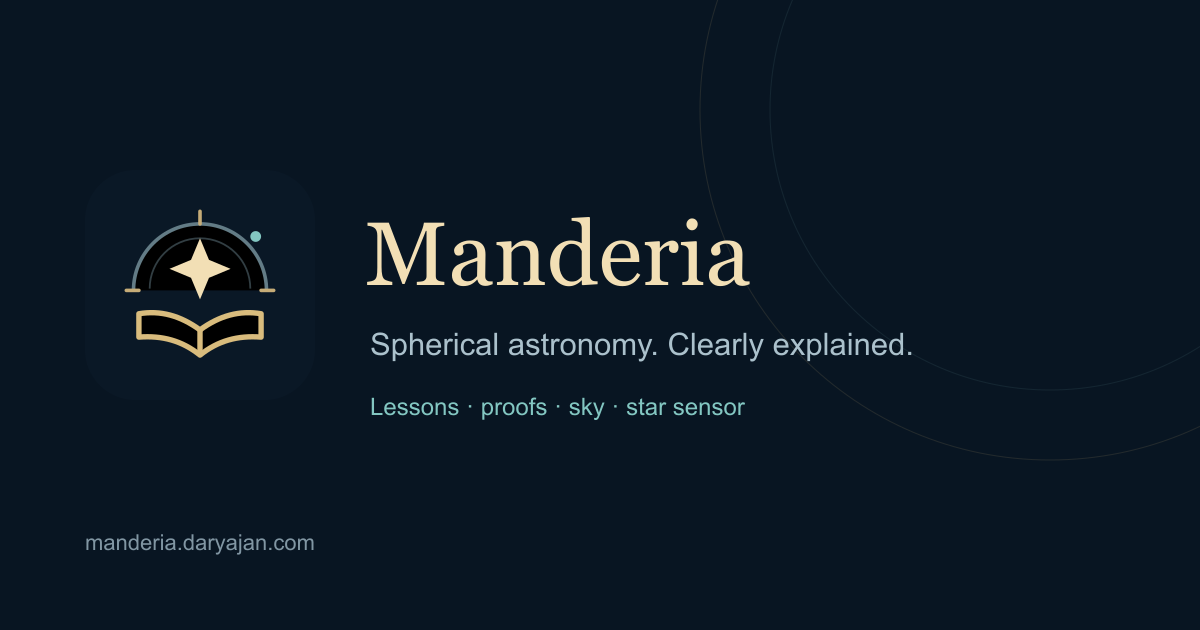 Manderia
Spherical astronomy. Clearly explained.
Lessons · proofs · sky · star sensor
manderia.daryajan.com